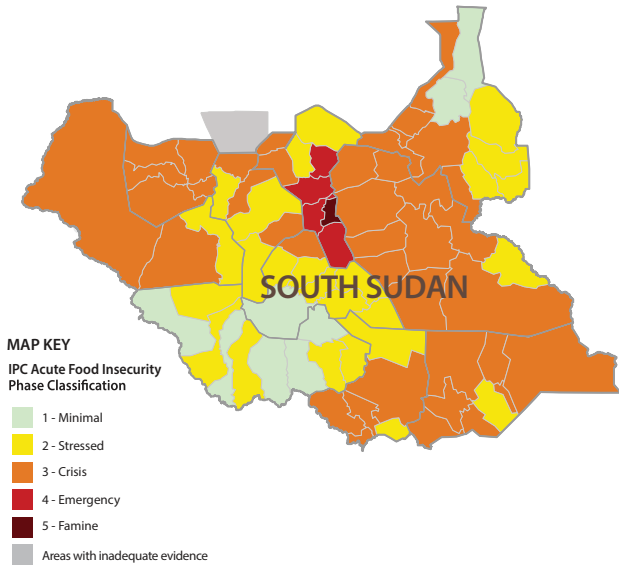 SOUTH SUDAN
MAP KEY
IPC Acute Food Insecurity
Phase Classification
1 - Minimal
2 - Stressed
3 - Crisis
4 - Emergency
5 - Famine
Areas with inadequate evidence